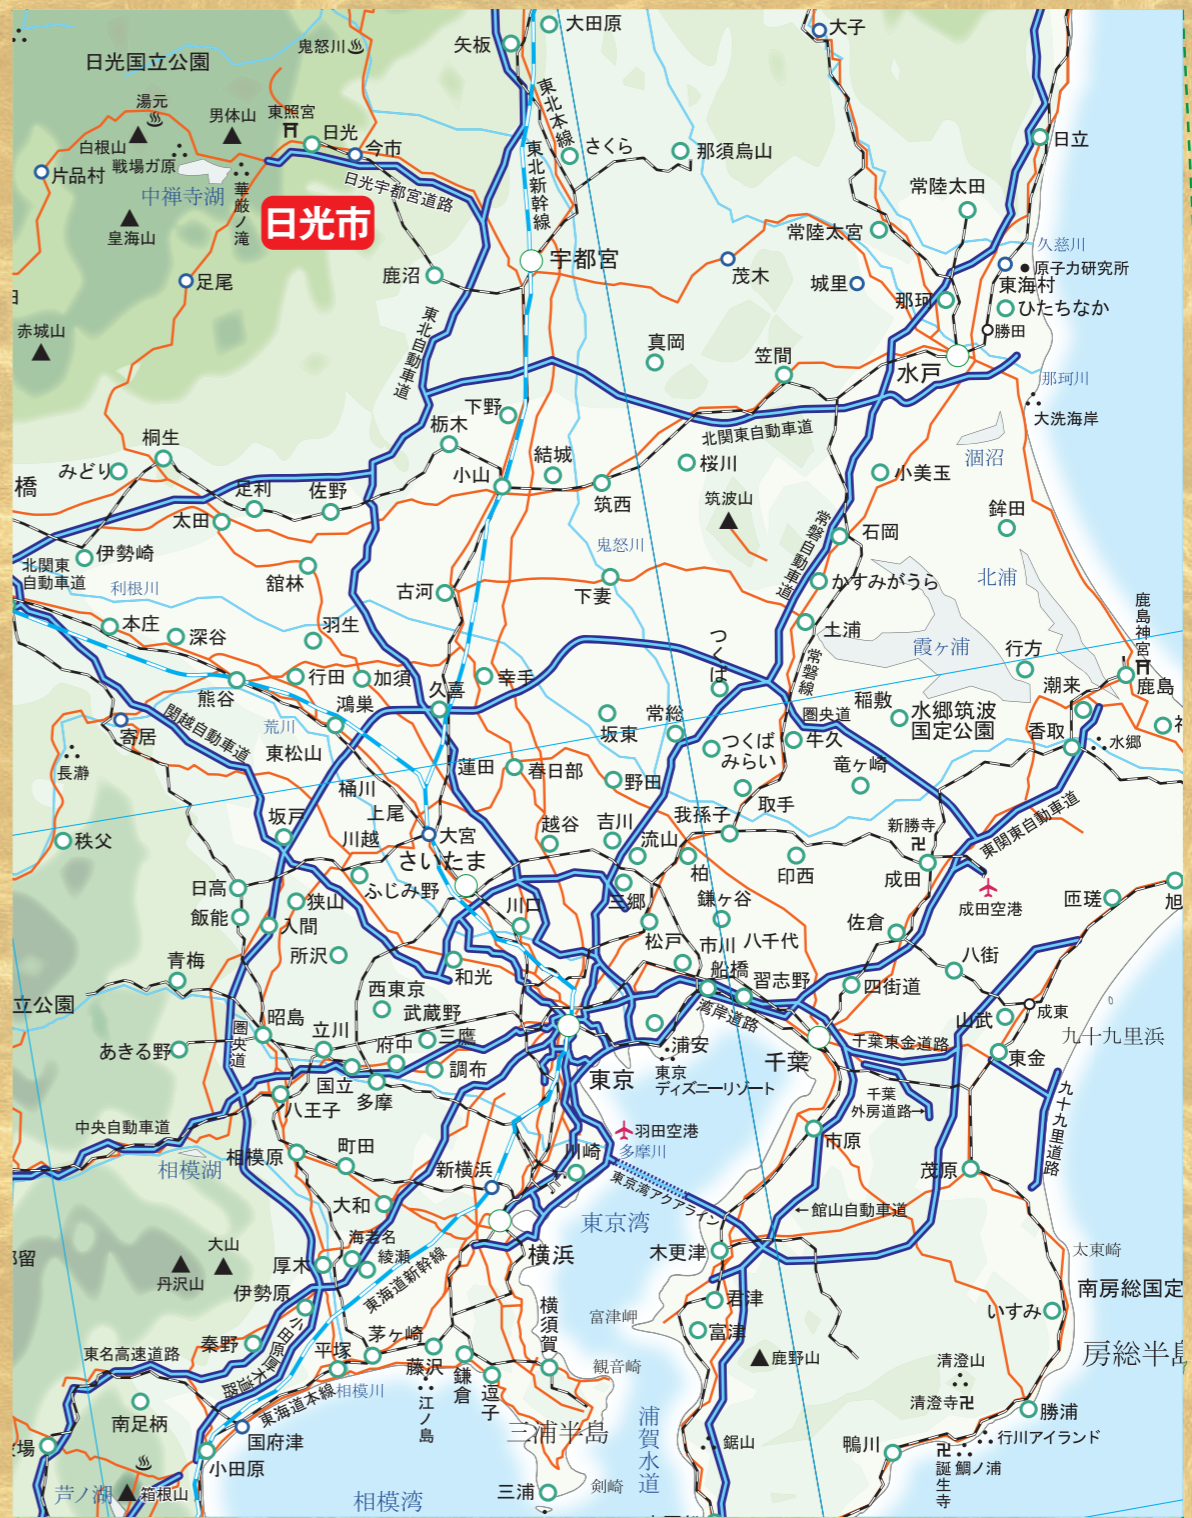 大田原
大子
矢板
鬼怒川
日光国立公園
東北本線
湯元
男体山
東照宮
日光
今市
さくら
那須烏山
日立
白根山
戦場ガ原
片品村
中禅寺湖
華厳ノ滝
日光宇都宮道路
東北新幹線
常陸太田
日光市
皇海山
常陸太宮
久慈川
宇都宮
原子力研究所
鹿沼
茂木
城里
東海村
足尾
那珂
ひたちなか
赤城山
東北自動車道
勝田
真岡
笠間
水戸
那珂川
下野
大洗海岸
栃木
北関東自動車道
桐生
みどり
小山
結城
桜川
涸沼
小美玉
橋
足利
佐野
筑西
筑波山
鉾田
太田
常磐自動車道
石岡
伊勢崎
鬼怒川
北関東
自動車道
利根川
舘林
古河
下妻
かすみがうら
北浦
鹿島神宮
本庄
深谷
羽生
つくば
土浦
霞ヶ浦
行方
常磐線
行田
加須
幸手
熊谷
鴻巣
久喜
潮来
鹿島
稲敷
水郷筑波
国定公園
関越自動車道
荒川
常総
圏央道
香取
寄居
坂東
牛久
水郷
東松山
つくば
みらい
長瀞
蓮田
春日部
野田
竜ヶ崎
桶川
取手
上尾
坂戸
川越
大宮
越谷
吉川
我孫子
新勝寺
東関東自動車道
秩父
さいたま
流山
柏
印西
成田
日高
ふじみ野
鎌ヶ谷
成田空港
匝瑳
旭
狭山
川口
三郷
飯能
入間
佐倉
所沢
松戸
市川
八千代
八街
青梅
和光
船橋
習志野
四街道
立公園
西東京
武蔵野
湾岸道路
山武
成東
昭島
圏央道
立川
三鷹
九十九里浜
あきる野
府中
浦安
千葉
千葉東金道路
東金
国立
多摩
調布
東京
東京
ディズニーリゾート
千葉
外房道路→
九十九里道路
八王子
中央自動車道
羽田空港
町田
川崎
多摩川
市原
相模湖
相模原
新横浜
東京湾アクアライン
茂原
大和
東京湾
←館山自動車道
大山
海老名
綾瀬
横浜
木更津
太東崎
丹沢山
厚木
東海道新幹線
伊勢原
君津
南房総国定
横須賀
富津岬
いすみ
小田原厚木道路
茅ヶ崎
富津
秦野
平塚
藤沢
鎌倉
逗子
東名高速道路
観音崎
鹿野山
清澄山
房総半島
相模川
東海道本線
江ノ島
清澄寺
南足柄
国府津
三浦半島
浦賀水道
勝浦
場
小田原
鋸山
鴨川
行川アイランド
誕生寺
鯛ノ浦
芦ノ湖
箱根山
相模湾
三浦
剣崎